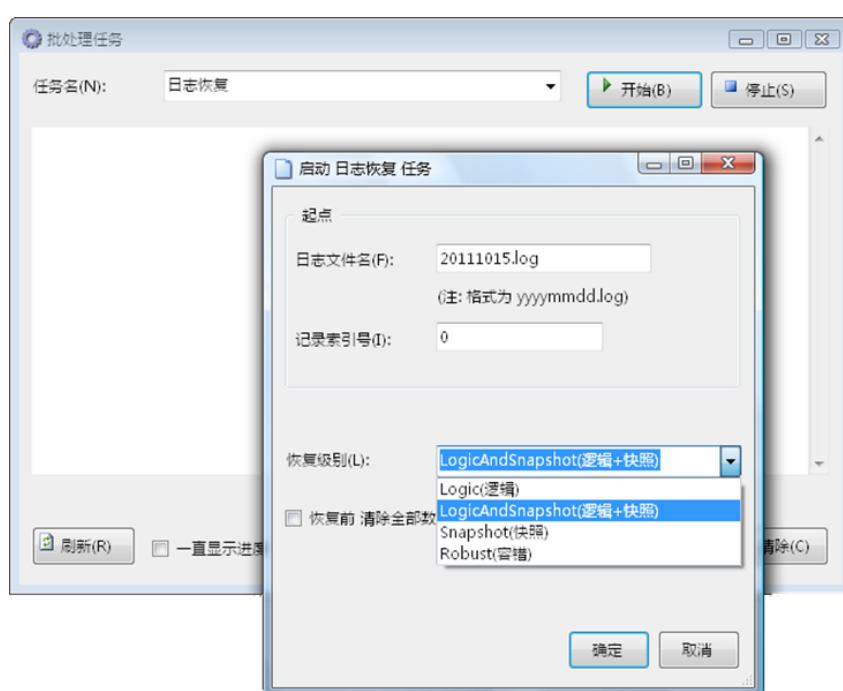 批处理任务
任务名(N): 日志恢复 开始(B) 停止(S)
启动 日志恢复 任务
起点
日志文件名(F): 20111015.log
(注: 格式为 yyyymmdd.log)
记录索引号(I): 0
恢复级别(L): LogicAndSnapshot(逻辑+快照)
Logic(逻辑)
LogicAndSnapshot(逻辑+快照)
恢复前 清除全部数
Snapshot(快照)
Robust(容错)
刷新(R) 一直显示进度 清除(C)
确定 取消